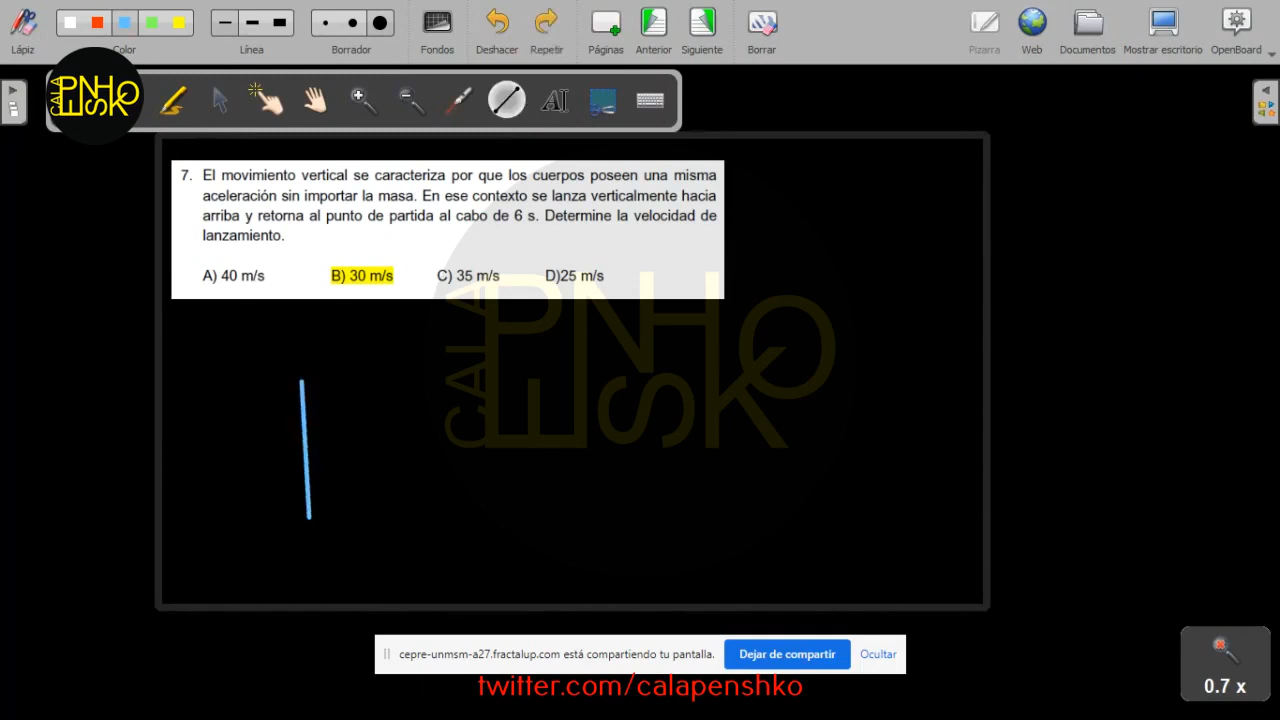 Lápiz Color Línea Borrador Fondos Deshacer Repetir Páginas Anterior Siguiente Borrar Pizarra Web Documentos Mostrar escritorio OpenBoard
CALA PENHOSK
7. El movimiento vertical se caracteriza por que los cuerpos poseen una misma
aceleración sin importar la masa. En ese contexto se lanza verticalmente hacia
arriba y retorna al punto de partida al cabo de 6 s. Determine la velocidad de
lanzamiento.
A) 40 m/s B) 30 m/s C) 35 m/s D)25 m/s
CALA PENHOSK
cepre-unmsm-a27.fractalup.com está compartiendo tu pantalla. Dejar de compartir Ocultar
twitter.com/calapenshko
0.7 x